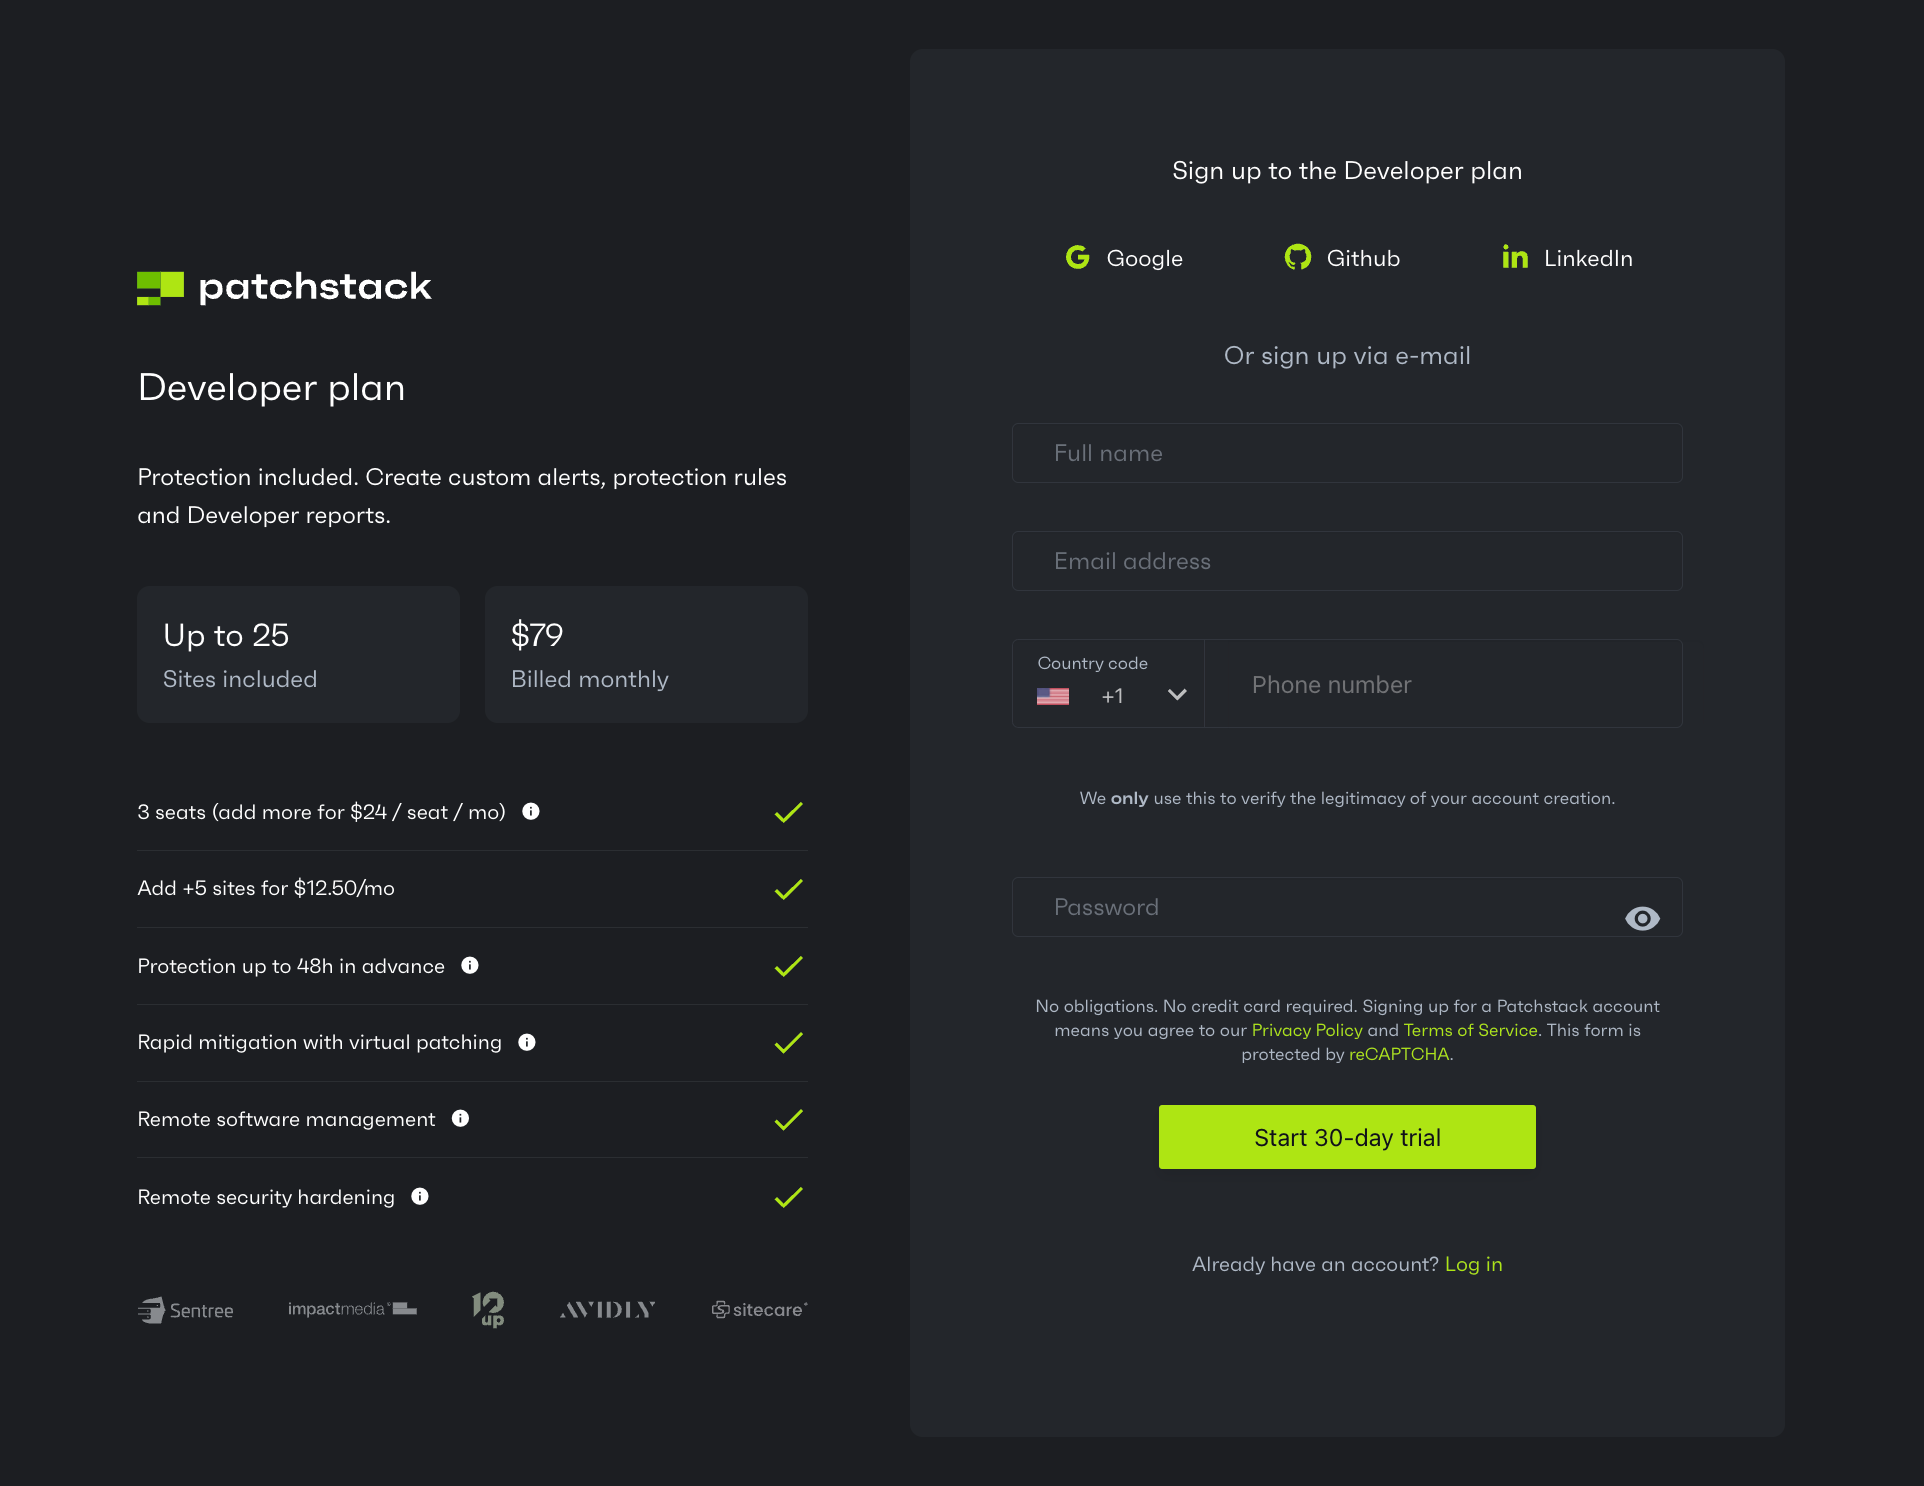 patchstack
Developer plan
Protection included. Create custom alerts, protection rules
and Developer reports.
Up to 25
Sites included
$79
Billed monthly
3 seats (add more for $24 / seat / mo)
Add +5 sites for $12.50/mo
Protection up to 48h in advance
Rapid mitigation with virtual patching
Remote software management
Remote security hardening
Sentree
impactmedia
10up
AVIDLY
sitecare
Sign up to the Developer plan
Google
Github
LinkedIn
Or sign up via e-mail
Full name
Email address
Country code
+1
Phone number
We only use this to verify the legitimacy of your account creation.
Password
No obligations. No credit card required. Signing up for a Patchstack account
means you agree to our Privacy Policy and Terms of Service. This form is
protected by reCAPTCHA.
Start 30-day trial
Already have an account? Log in